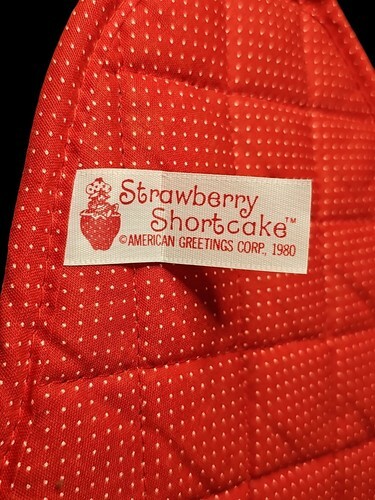 Strawberry
Shortcake™
©AMERICAN GREETINGS CORP., 1980